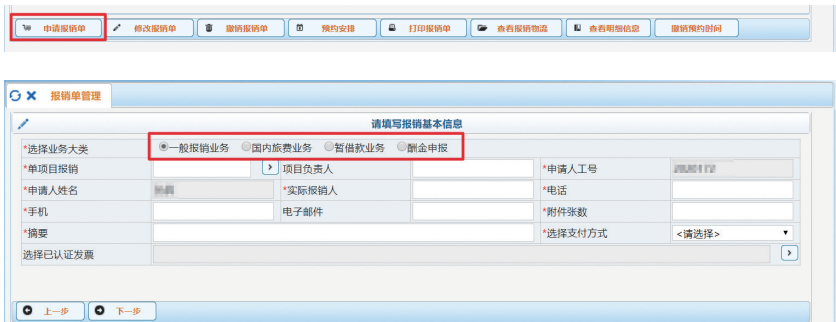 申请报销单 修改报销单 撤销报销单 预约安排 打印报销单 查看报销物流 查看明细信息 撤销预约时间
报销单管理
请填写报销基本信息
*选择业务大类 一般报销业务 国内旅费业务 暂借款业务 酬金申报
*单项目报销 项目负责人 *申请人工号
*申请人姓名 *实际报销人 *电话
*手机 电子邮件 *附件张数
*摘要 *选择支付方式 <请选择>
选择已认证发票
上一步 下一步